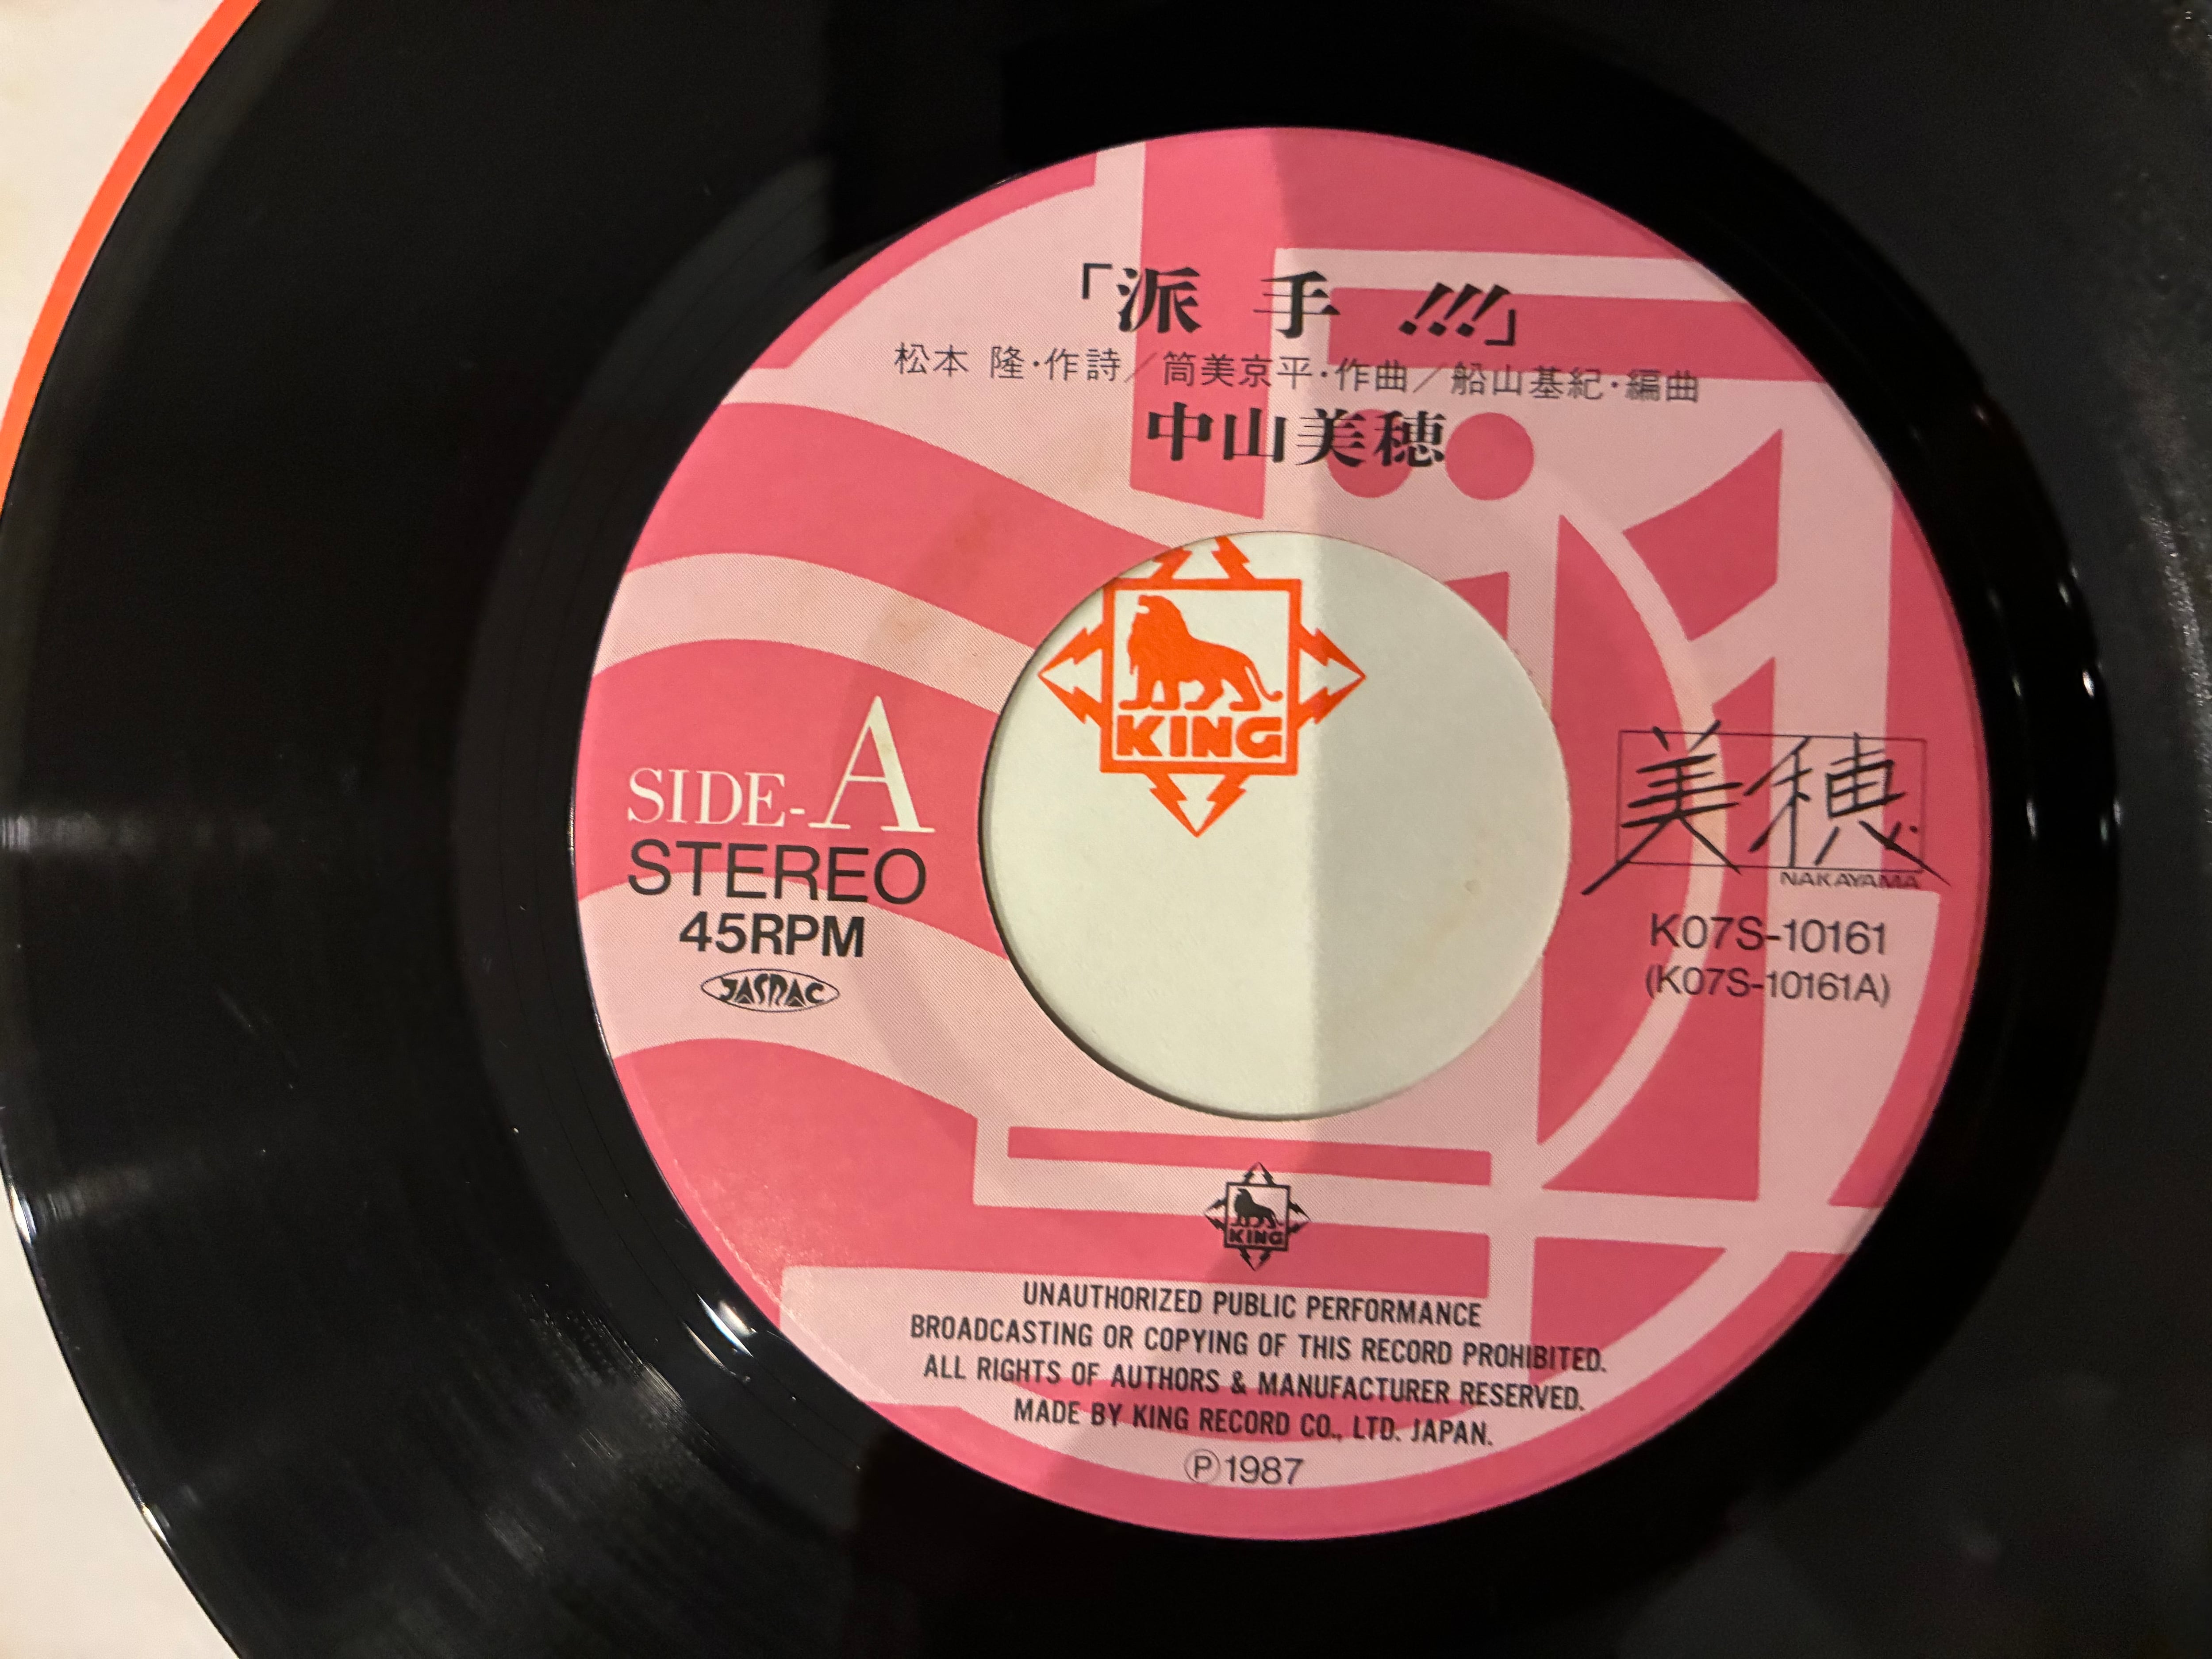 「派 手 !!!」
松本 隆・作詩／筒美京平・作曲／船山基紀・編曲
中山美穂
KING
SIDE-A
STEREO
45RPM
JASRAC
美穂
NAKAYAMA
K07S-10161
(K07S-10161A)
KING
UNAUTHORIZED PUBLIC PERFORMANCE
BROADCASTING OR COPYING OF THIS RECORD PROHIBITED.
ALL RIGHTS OF AUTHORS & MANUFACTURER RESERVED.
MADE BY KING RECORD CO., LTD. JAPAN.
Ⓟ1987